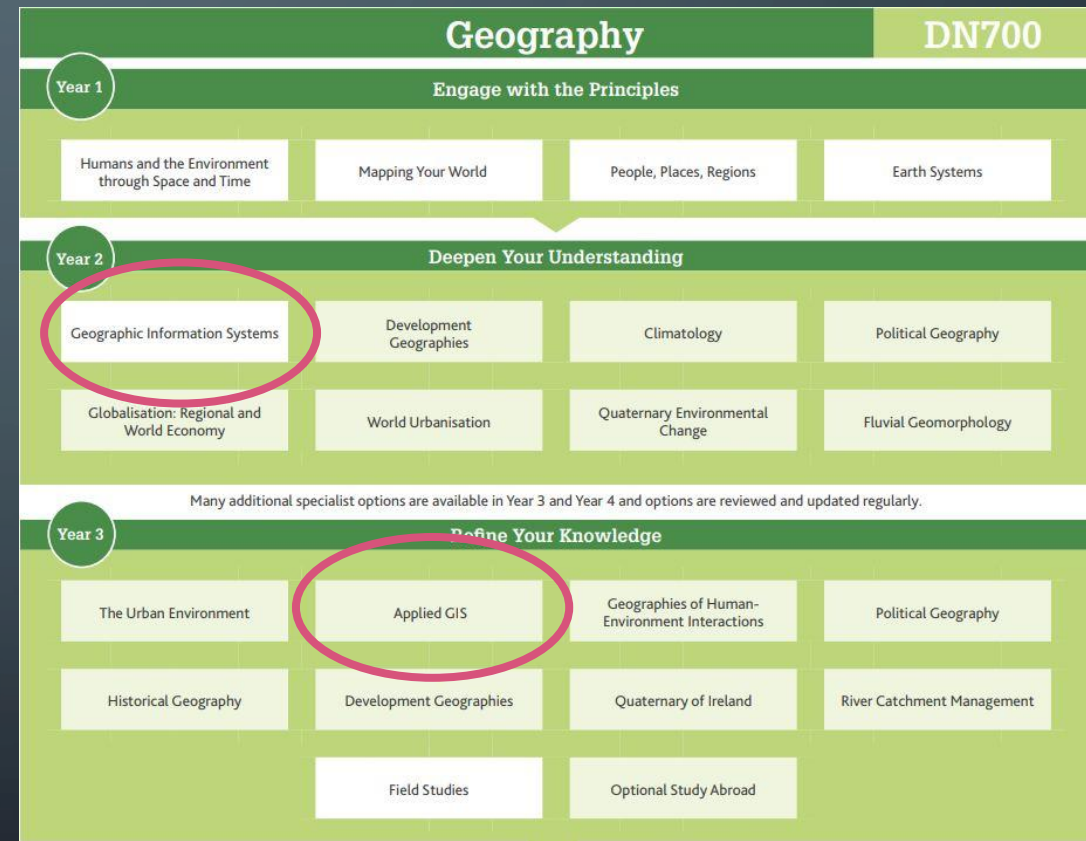 Geography DN700
Year 1
Engage with the Principles
Humans and the Environment
through Space and Time
Mapping Your World
People, Places, Regions
Earth Systems
Year 2
Deepen Your Understanding
Geographic Information Systems
Development
Geographies
Climatology
Political Geography
Globalisation: Regional and
World Economy
World Urbanisation
Quaternary Environmental
Change
Fluvial Geomorphology
Many additional specialist options are available in Year 3 and Year 4 and options are reviewed and updated regularly.
Year 3
Refine Your Knowledge
The Urban Environment
Applied GIS
Geographies of Human-
Environment Interactions
Political Geography
Historical Geography
Development Geographies
Quaternary of Ireland
River Catchment Management
Field Studies
Optional Study Abroad